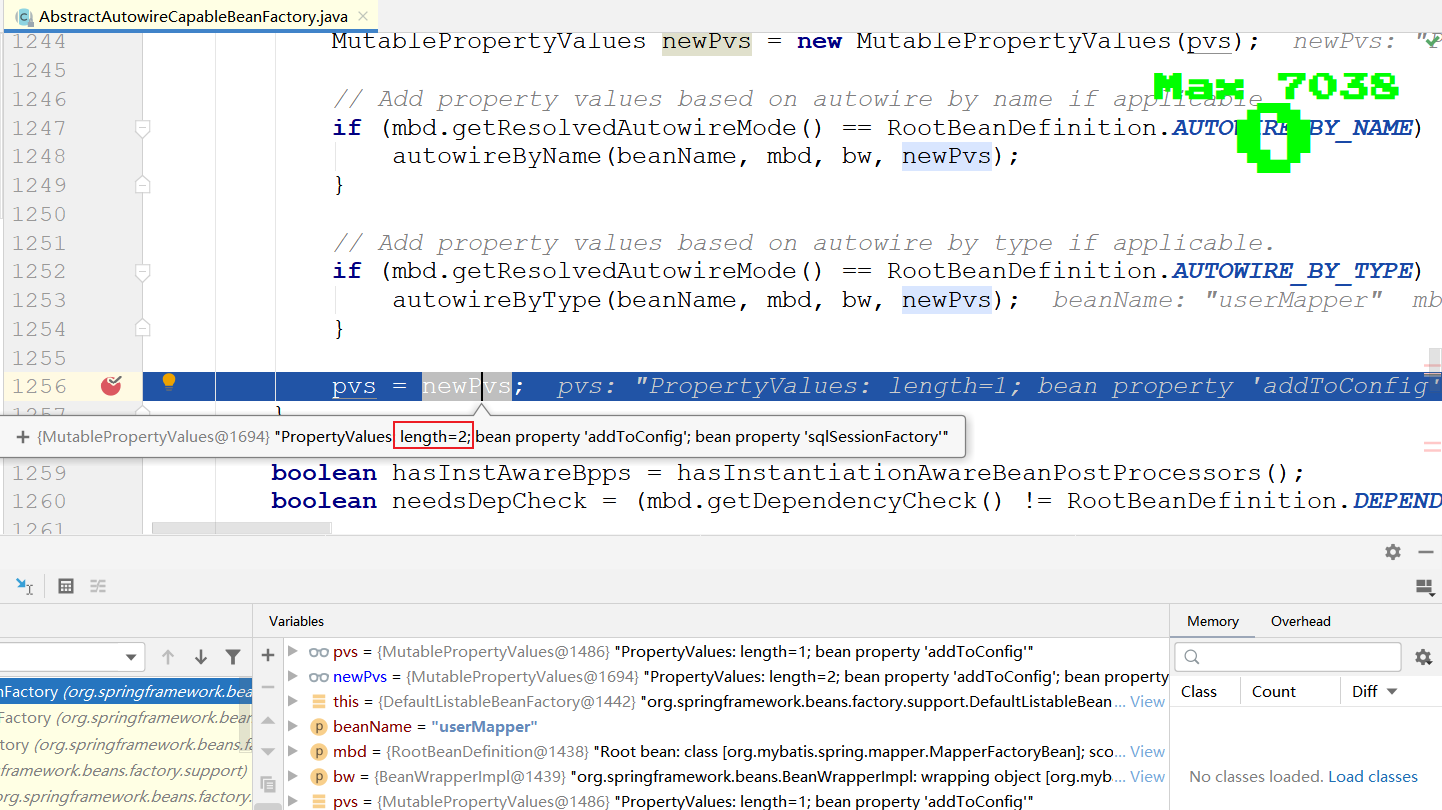 AbstractAutowireCapableBeanFactory.java
1244 MutablePropertyValues newPvs = new MutablePropertyValues(pvs); newPvs: "P
1245
Max 7038
1246 // Add property values based on autowire by name if applicable
1247 if (mbd.getResolvedAutowireMode() == RootBeanDefinition.AUTOWIRE_BY_NAME)
0
1248 autowireByName(beanName, mbd, bw, newPvs);
1249 }
1250
1251 // Add property values based on autowire by type if applicable.
1252 if (mbd.getResolvedAutowireMode() == RootBeanDefinition.AUTOWIRE_BY_TYPE)
1253 autowireByType(beanName, mbd, bw, newPvs); beanName: "userMapper" mb
1254 }
1255
1256 pvs = newPvs; pvs: "PropertyValues: length=1; bean property 'addToConfig'
1257 }
+ {MutablePropertyValues@1694} "PropertyValues length=2; bean property 'addToConfig'; bean property 'sqlSessionFactory'"
1259 boolean hasInstAwareBpps = hasInstantiationAwareBeanPostProcessors();
1260 boolean needsDepCheck = (mbd.getDependencyCheck() != RootBeanDefinition.DEPEND
1261
Variables
Memory Overhead
pvs = {MutablePropertyValues@1486} "PropertyValues: length=1; bean property 'addToConfig'"
newPvs = {MutablePropertyValues@1694} "PropertyValues: length=2; bean property 'addToConfig'; bean property
nFactory (org.springframework.bea
this = {DefaultListableBeanFactory@1442} "org.springframework.beans.factory.support.DefaultListableBean... View
Class Count Diff
Factory (org.springframework.bean
beanName = "userMapper"
tory (org.springframework.beans.fa
mbd = {RootBeanDefinition@1438} "Root bean: class [org.mybatis.spring.mapper.MapperFactoryBean]; sco... View
mework.beans.factory.support)
bw = {BeanWrapperImpl@1439} "org.springframework.beans.BeanWrapperImpl: wrapping object [org.myb... View
No classes loaded. Load classes
org.springframework.beans.factory.
pvs = {MutablePropertyValues@1486} "PropertyValues: length=1; bean property 'addToConfig'"